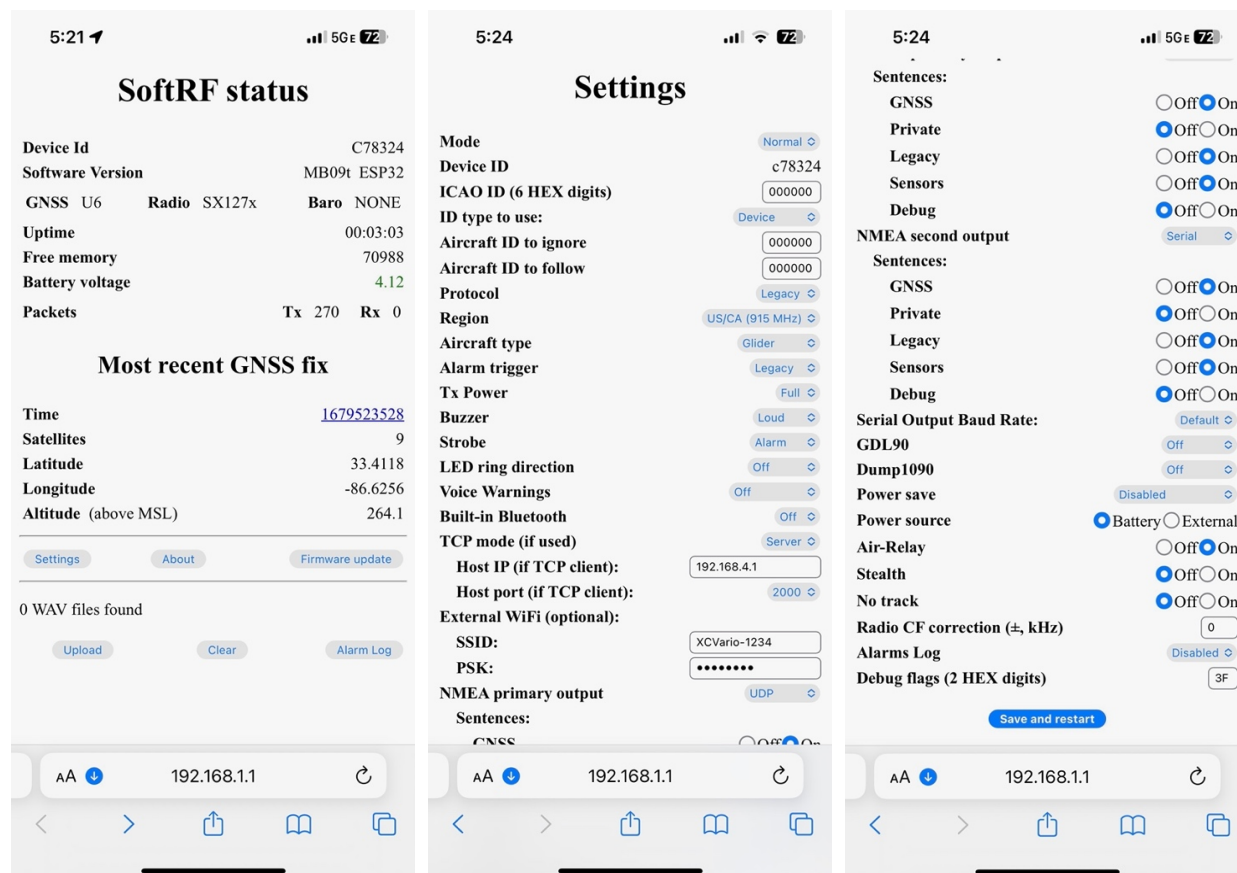 5:21
5GE 72
SoftRF status
Device Id C78324
Software Version MB09t ESP32
GNSS U6 Radio SX127x Baro NONE
Uptime 00:03:03
Free memory 70988
Battery voltage 4.12
Packets Tx 270 Rx 0
Most recent GNSS fix
Time 1679523528
Satellites 9
Latitude 33.4118
Longitude -86.6256
Altitude (above MSL) 264.1
Settings About Firmware update
0 WAV files found
Upload Clear Alarm Log
AA 192.168.1.1
5:24
72
Settings
Mode Normal
Device ID c78324
ICAO ID (6 HEX digits) 000000
ID type to use: Device
Aircraft ID to ignore 000000
Aircraft ID to follow 000000
Protocol Legacy
Region US/CA (915 MHz)
Aircraft type Glider
Alarm trigger Legacy
Tx Power Full
Buzzer Loud
Strobe Alarm
LED ring direction Off
Voice Warnings Off
Built-in Bluetooth Off
TCP mode (if used) Server
Host IP (if TCP client): 192.168.4.1
Host port (if TCP client): 2000
External WiFi (optional):
SSID: XCVario-1234
PSK: ••••••••
NMEA primary output UDP
Sentences:
GNSS Off On
AA 192.168.1.1
5:24
5GE 72
Sentences:
GNSS Off On
Private Off On
Legacy Off On
Sensors Off On
Debug Off On
NMEA second output Serial
Sentences:
GNSS Off On
Private Off On
Legacy Off On
Sensors Off On
Debug Off On
Serial Output Baud Rate: Default
GDL90 Off
Dump1090 Off
Power save Disabled
Power source Battery External
Air-Relay Off On
Stealth Off On
No track Off On
Radio CF correction (±, kHz) 0
Alarms Log Disabled
Debug flags (2 HEX digits) 3F
Save and restart
AA 192.168.1.1